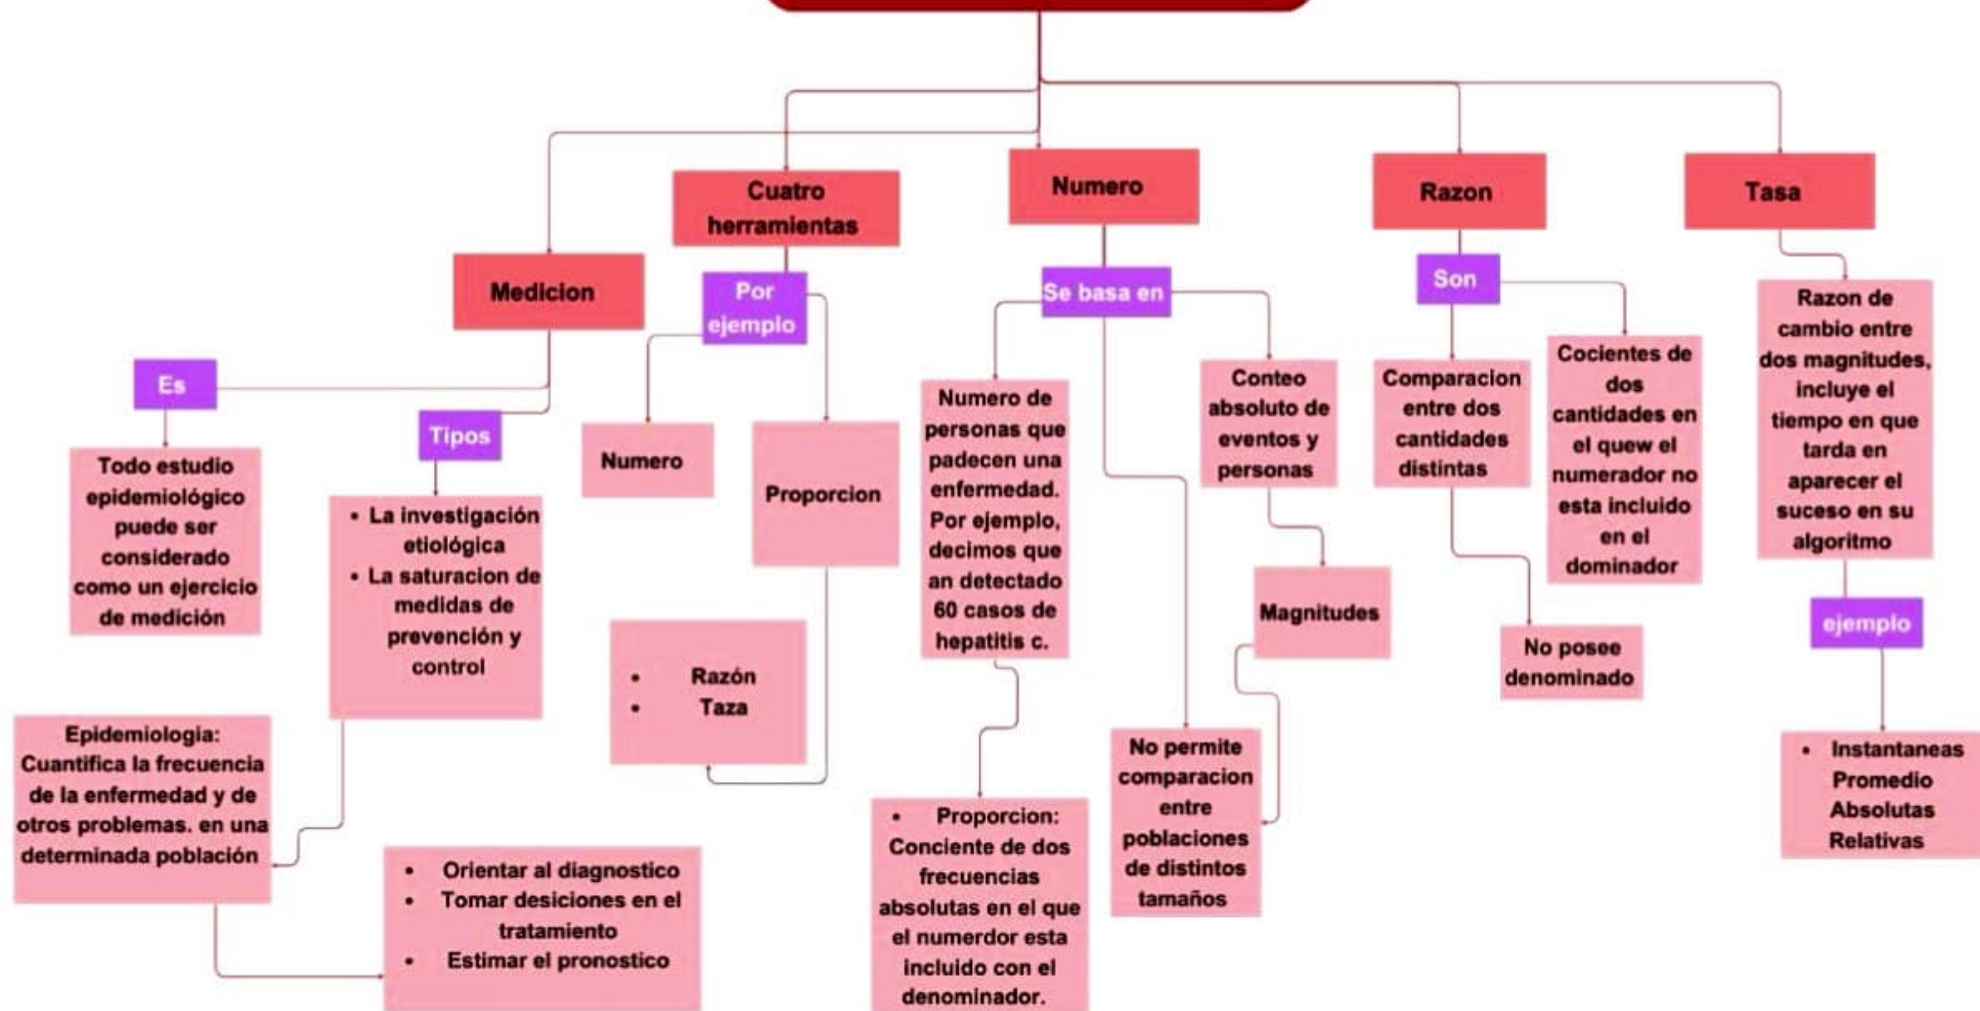 Cuatro
herramientas
Numero
Razon
Tasa
Medicion
Por
ejemplo
Se basa en
Son
Es
Tipos
Todo estudio
epidemiológico
puede ser
considerado
como un ejercicio
de medición
• La investigación
etiológica
• La saturacion de
medidas de
prevención y
control
Numero
Proporcion
• Razón
• Taza
Epidemiologia:
Cuantifica la frecuencia
de la enfermedad y de
otros problemas. en una
determinada población
• Orientar al diagnostico
• Tomar desiciones en el
tratamiento
• Estimar el pronostico
Numero de
personas que
padecen una
enfermedad.
Por ejemplo,
decimos que
an detectado
60 casos de
hepatitis c.
• Proporcion:
Conciente de dos
frecuencias
absolutas en el que
el numerdor esta
incluido con el
denominador.
Conteo
absoluto de
eventos y
personas
Magnitudes
No permite
comparacion
entre
poblaciones
de distintos
tamaños
Comparacion
entre dos
cantidades
distintas
No posee
denominado
Cocientes de
dos
cantidades en
el quew el
numerador no
esta incluido
en el
dominador
Razon de
cambio entre
dos magnitudes,
incluye el
tiempo en que
tarda en
aparecer el
suceso en su
algoritmo
ejemplo
• Instantaneas
Promedio
Absolutas
Relativas